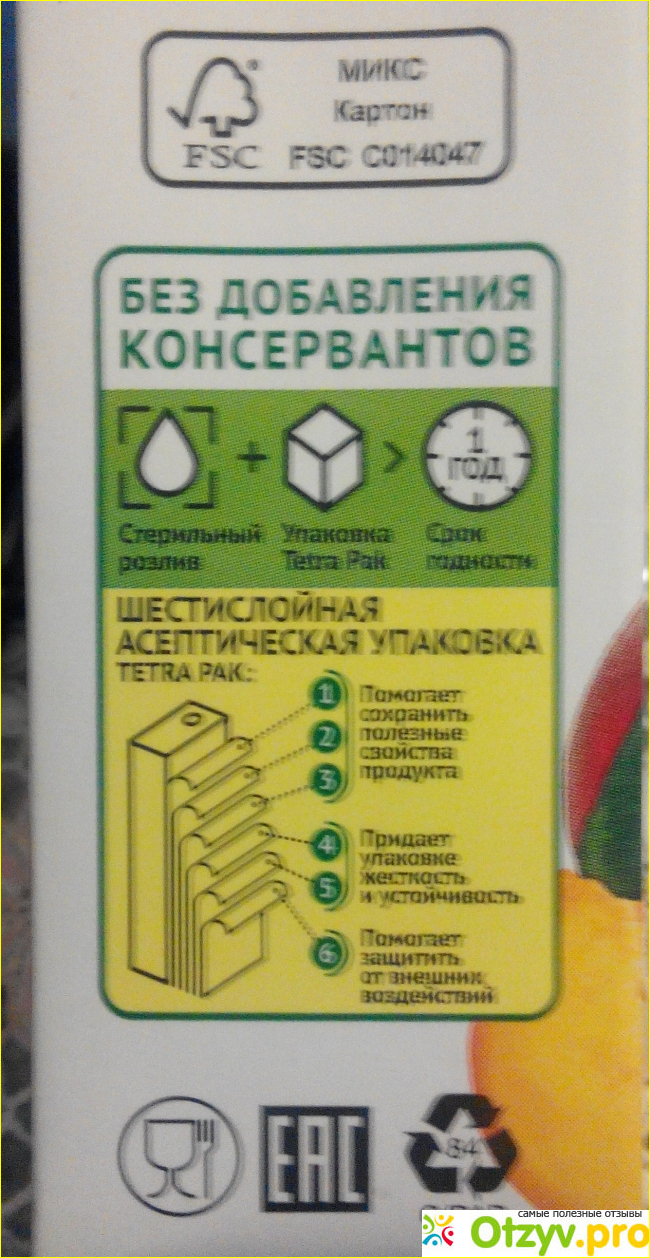 МИКС
Картон
FSC
FSC C014047
БЕЗ ДОБАВЛЕНИЯ
КОНСЕРВАНТОВ
1
ГОД
Стерильный
розлив
Упаковка
Tetra Pak
Срок
годности
ШЕСТИСЛОЙНАЯ
АСЕПТИЧЕСКАЯ УПАКОВКА
TETRA PAK:
1
2
3
Помогает
сохранить
полезные
свойства
продукта
4
5
Придает
упаковке
жесткость
и устойчивость
6
Помогает
защитить
от внешних
воздействий
EAC
84
самые полезные отзывы
Otzyv.pro